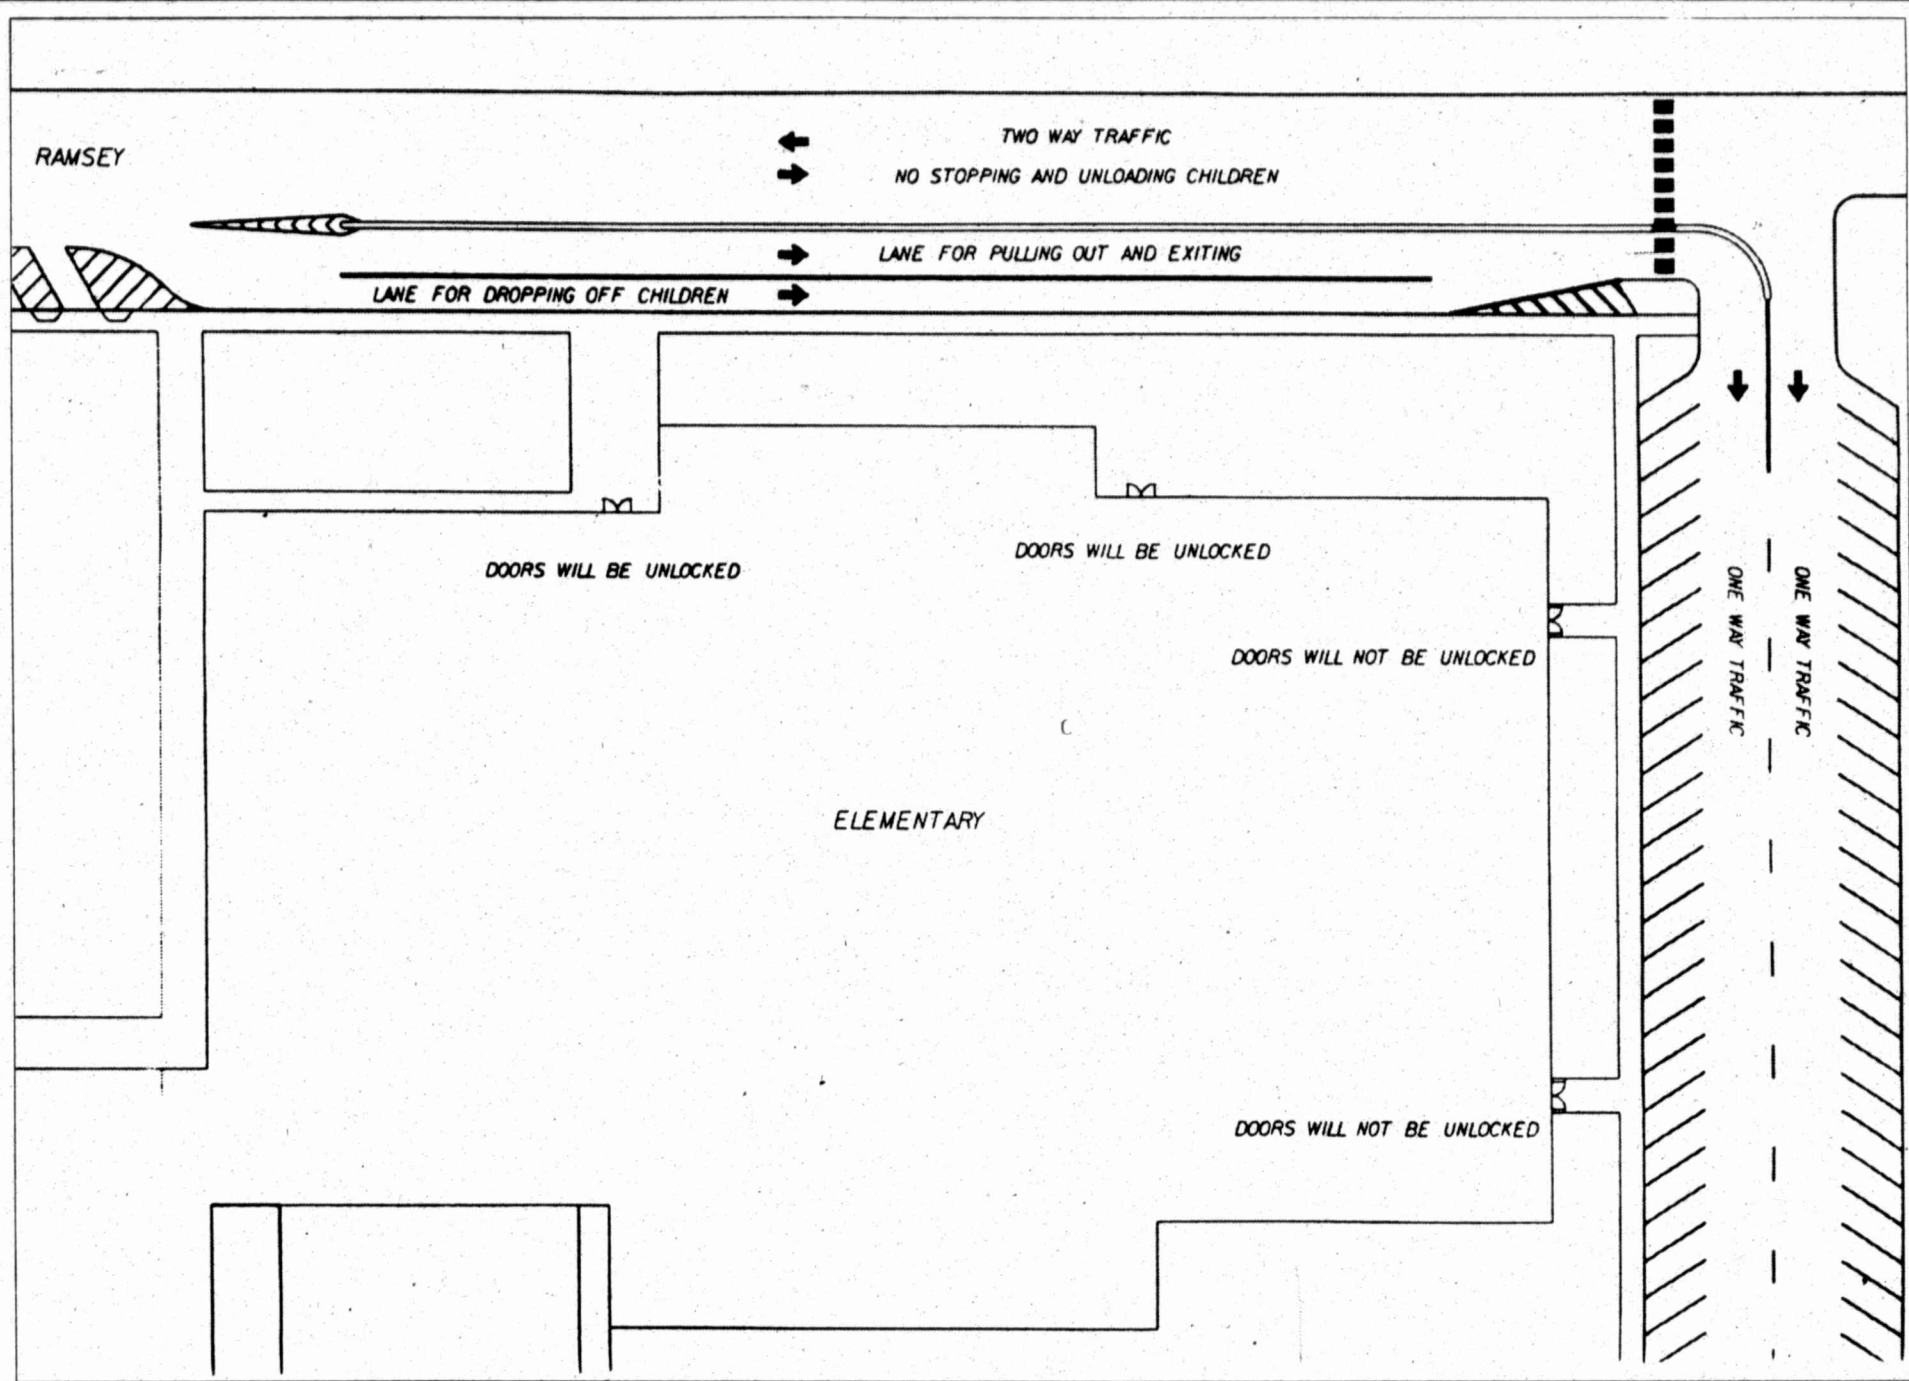 TWO WAY TRAFFIC
RAMSEY
NO STOPPING AND UNLOADING CHILDREN
LANE FOR PULLING OUT AND EXITING
LANE FOR DROPPING OFF CHILDREN
DOORS WILL BE UNLOCKED
DOORS WILL BE UNLOCKED
ONE WAY TRAFFIC
ONE WAY TRAFFIC
DOORS WILL NOT BE UNLOCKED
ELEMENTARY
DOORS WILL NOT BE UNLOCKED